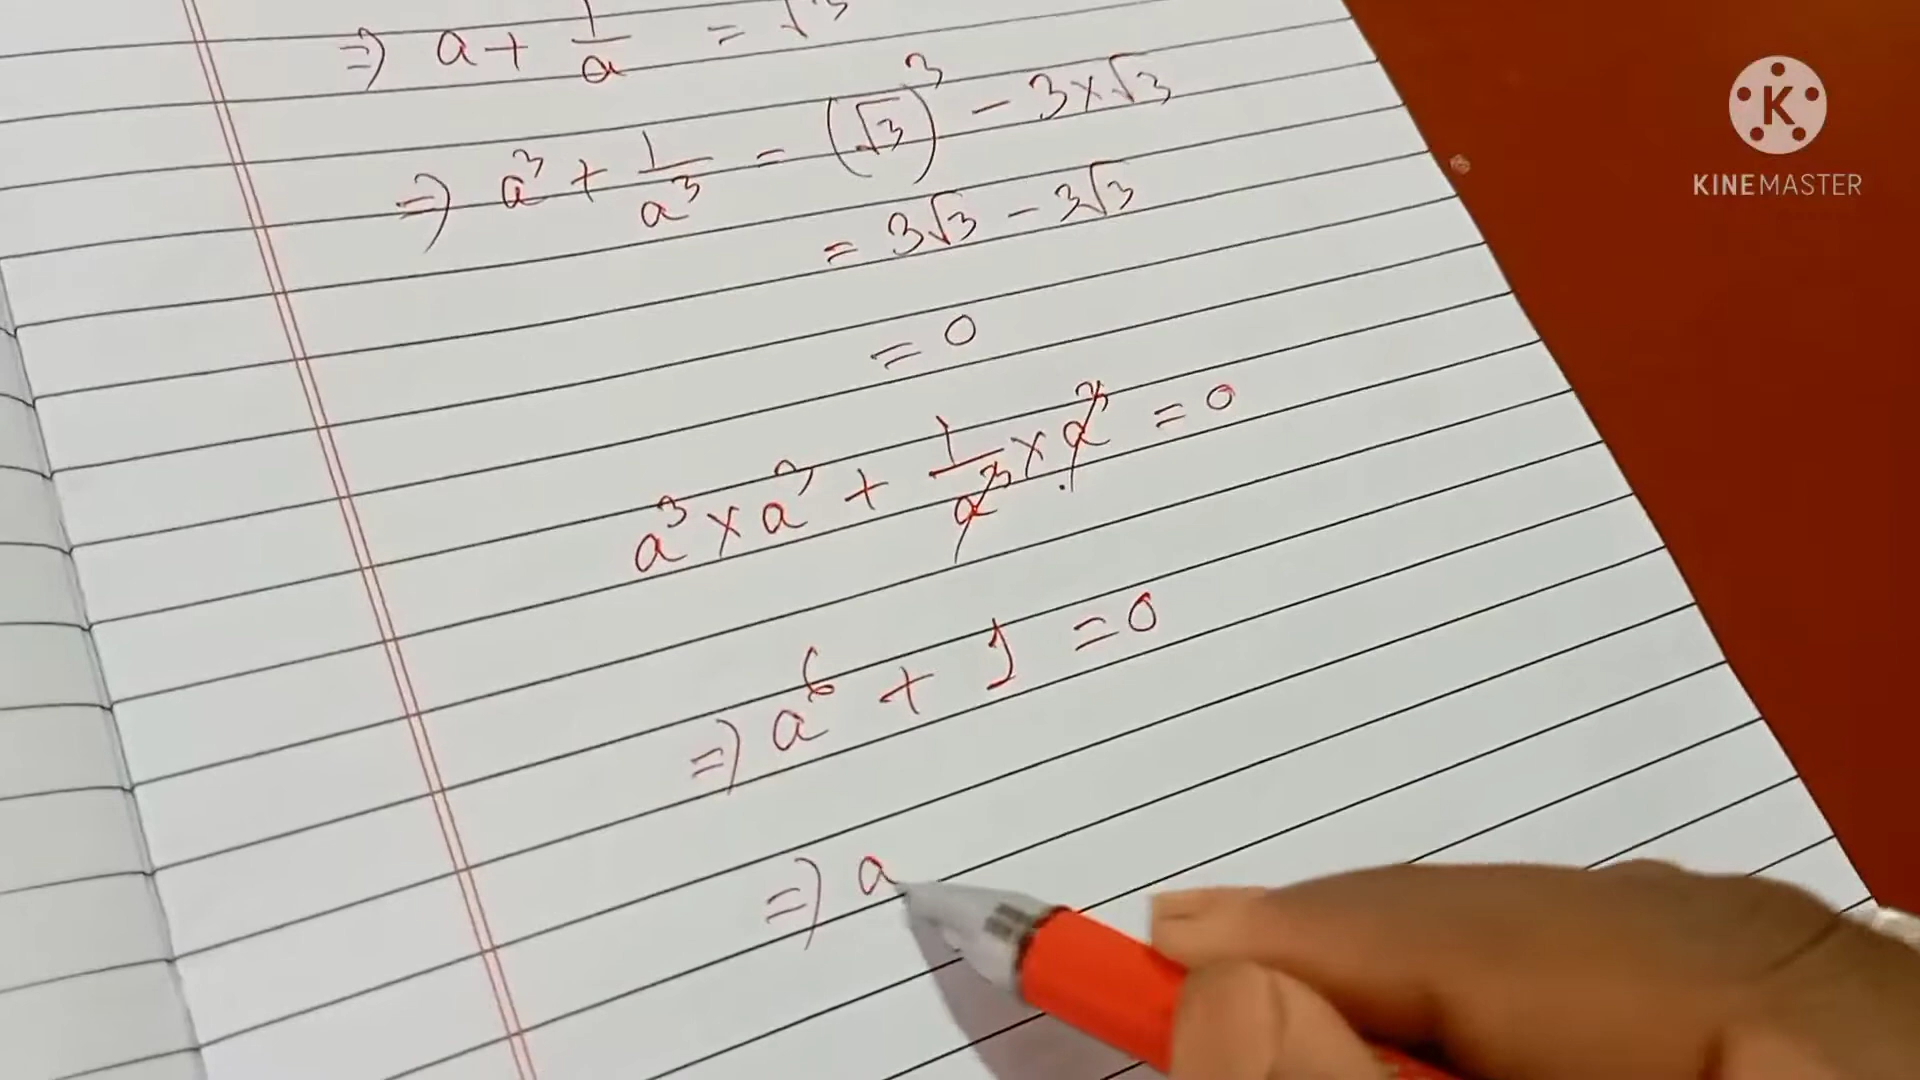 ⇒ a + 1/a = √3
⇒ a³ + 1/a³ = (√3)³ - 3×√3
= 3√3 - 3√3
= 0
a³ × a³ + 1/a³ × a³ = 0
⇒ a⁶ + 1 = 0
⇒ a
K
KINEMASTER